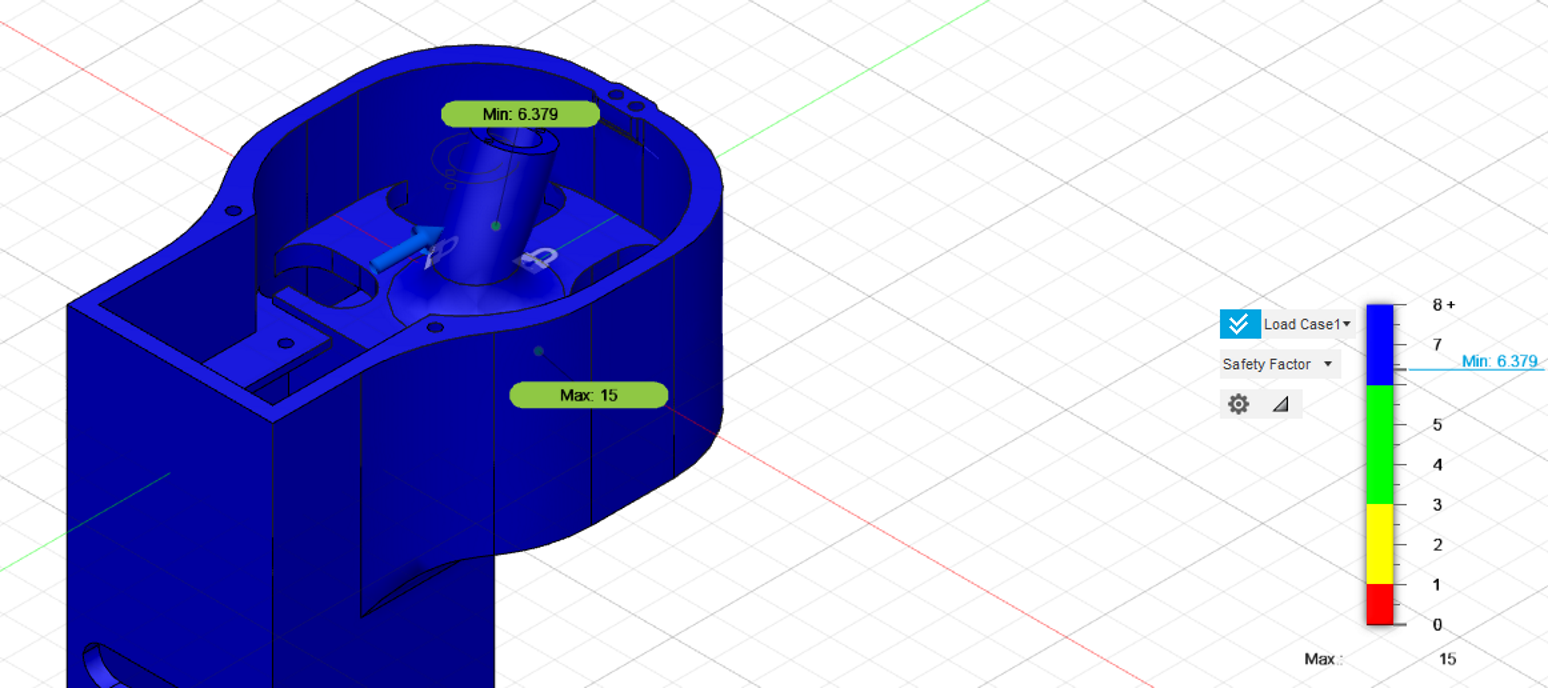 Min: 6.379
Max: 15
Load Case1
Safety Factor
8 +
7
Min: 6.379
5
4
3
2
1
0
Max.: 15